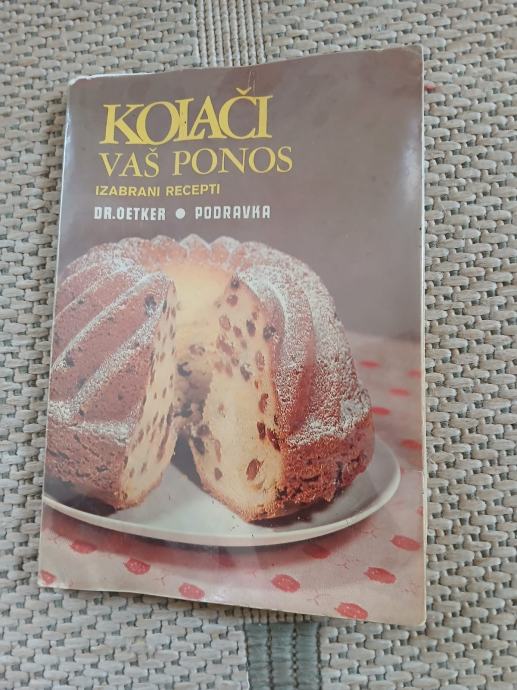 KOLAČI
VAŠ PONOS
IZABRANI RECEPTI
DR.OETKER ● PODRAVKA